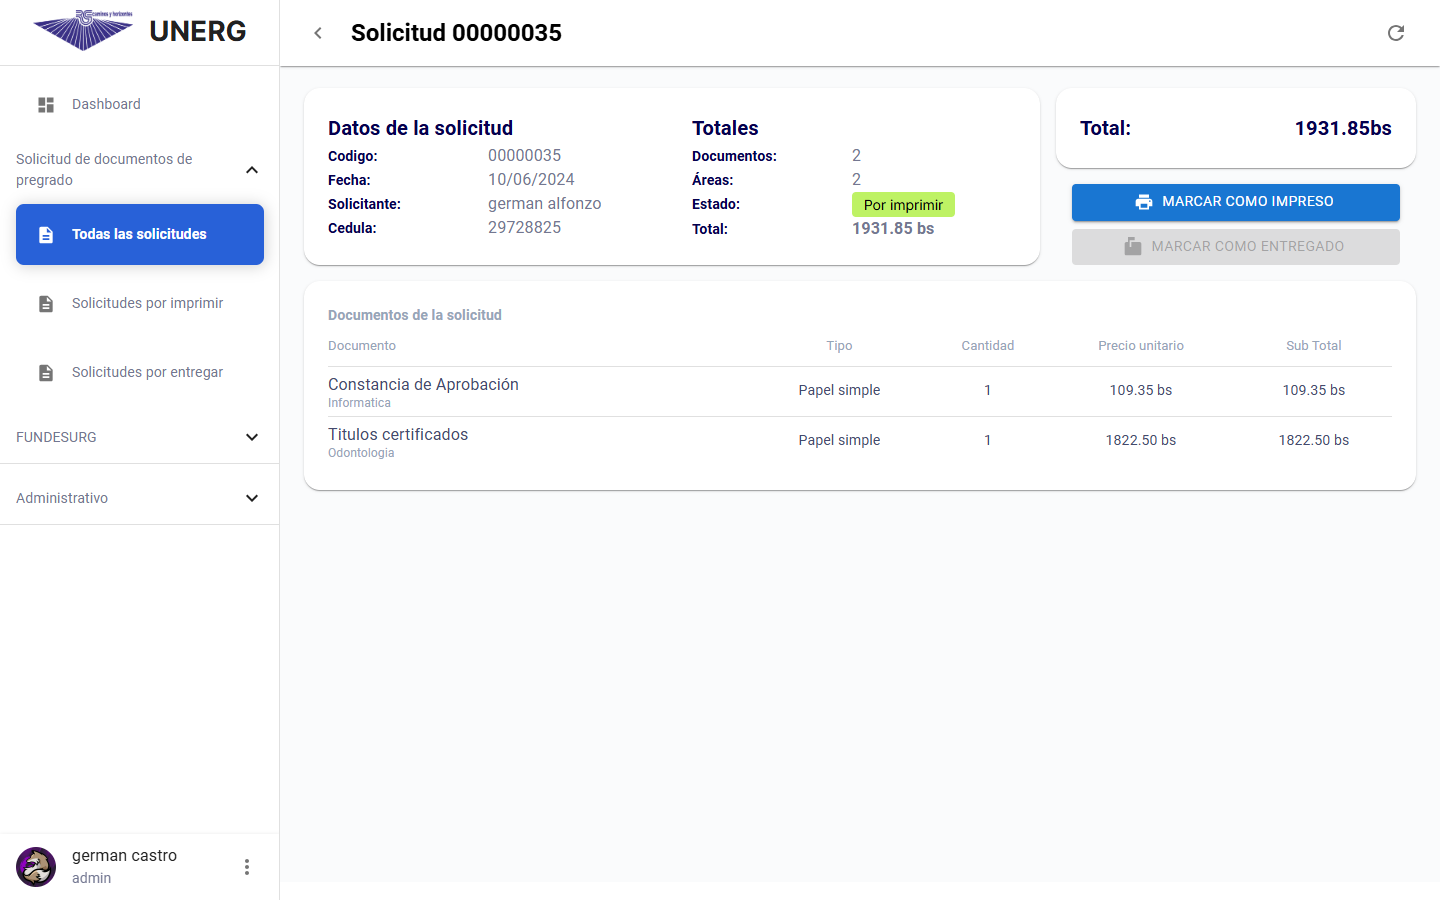 caminos y horizontes
UNERG
Solicitud 00000035
Dashboard
Solicitud de documentos de
pregrado
Todas las solicitudes
Solicitudes por imprimir
Solicitudes por entregar
FUNDESURG
Administrativo
german castro
admin
Datos de la solicitud
Codigo: 00000035
Fecha: 10/06/2024
Solicitante: german alfonzo
Cedula: 29728825
Totales
Documentos: 2
Áreas: 2
Estado: Por imprimir
Total: 1931.85 bs
Total: 1931.85bs
MARCAR COMO IMPRESO
MARCAR COMO ENTREGADO
Documentos de la solicitud
Documento Tipo Cantidad Precio unitario Sub Total
Constancia de Aprobación Papel simple 1 109.35 bs 109.35 bs
Informatica
Titulos certificados Papel simple 1 1822.50 bs 1822.50 bs
Odontologia